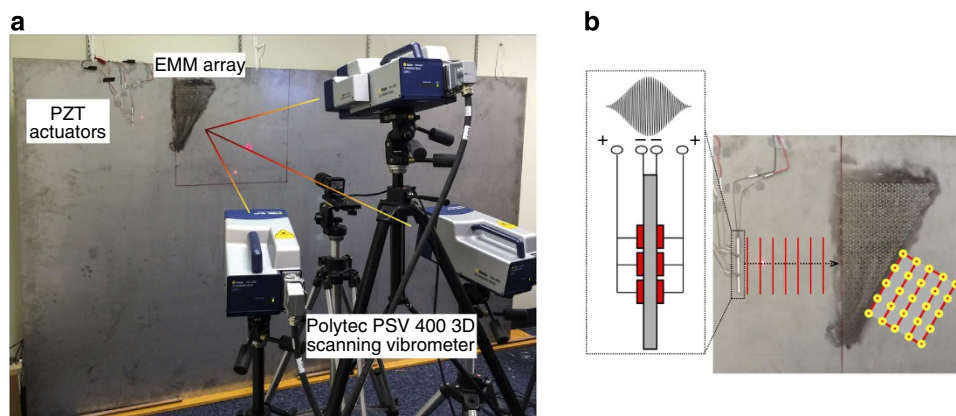 a
EMM array
PZT
actuators
Polytec PSV 400 3D
scanning vibrometer
b
+ − − +